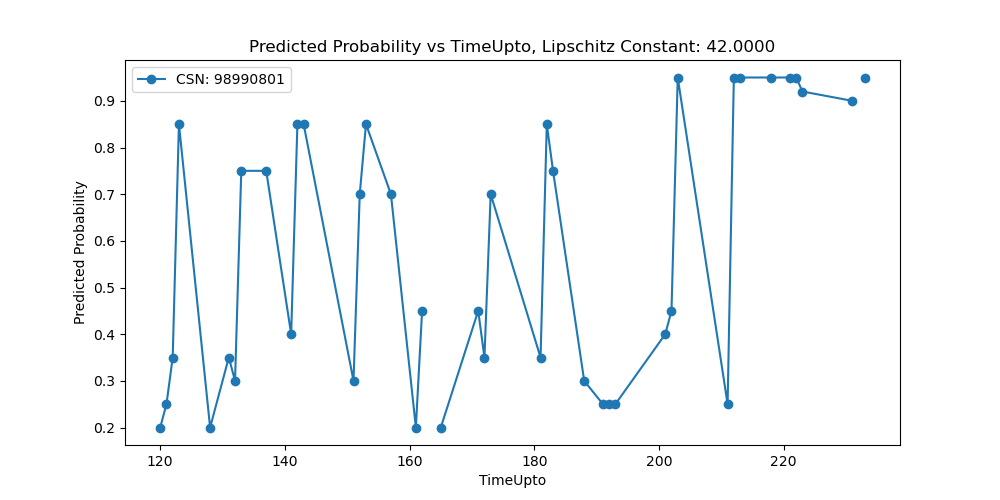 Predicted Probability vs TimeUpto, Lipschitz Constant: 42.0000
CSN: 98990801
Predicted Probability
0.9
0.8
0.7
0.6
0.5
0.4
0.3
0.2
120 140 160 180 200 220
TimeUpto